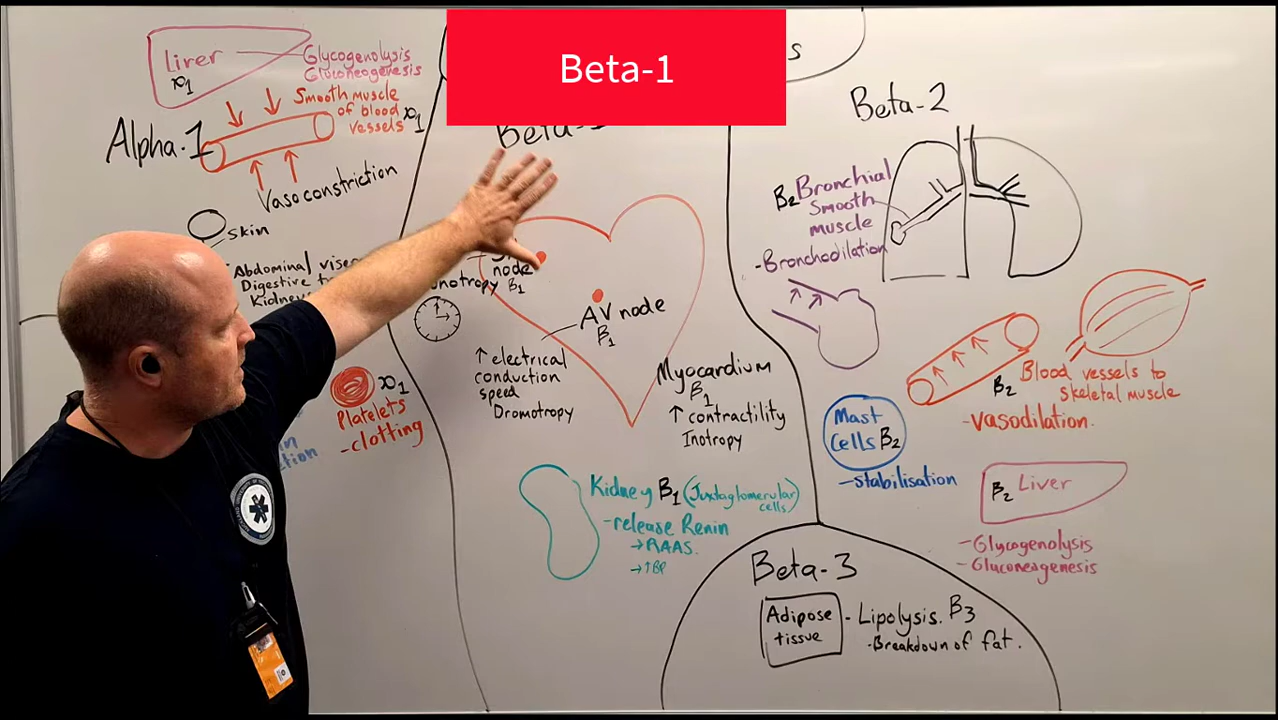 Beta-1
s
Liver
α1
Glycogenolysis
Gluconeogenesis
Smooth muscle
of blood
vessels α1
Alpha-1
Vasoconstriction
Skin
Abdominal
Digestive
α1
Platelets
-clotting
node
β1
AV node
β1
↑ electrical
conduction
speed
Dromotropy
Myocardium
β1
↑ contractility
Inotropy
Kidney β1 (Juxtaglomerular
cells)
-release Renin
→RAAS.
→↑BP
Beta-2
β2 Bronchial
Smooth
muscle
-Bronchodilation
β2 Blood vessels to
skeletal muscle
-vasodilation.
Mast
Cells β2
-stabilisation
β2 Liver
-Glycogenolysis
-Gluconeogenesis
Beta-3
Adipose
tissue
- Lipolysis. β3
-Breakdown of fat.